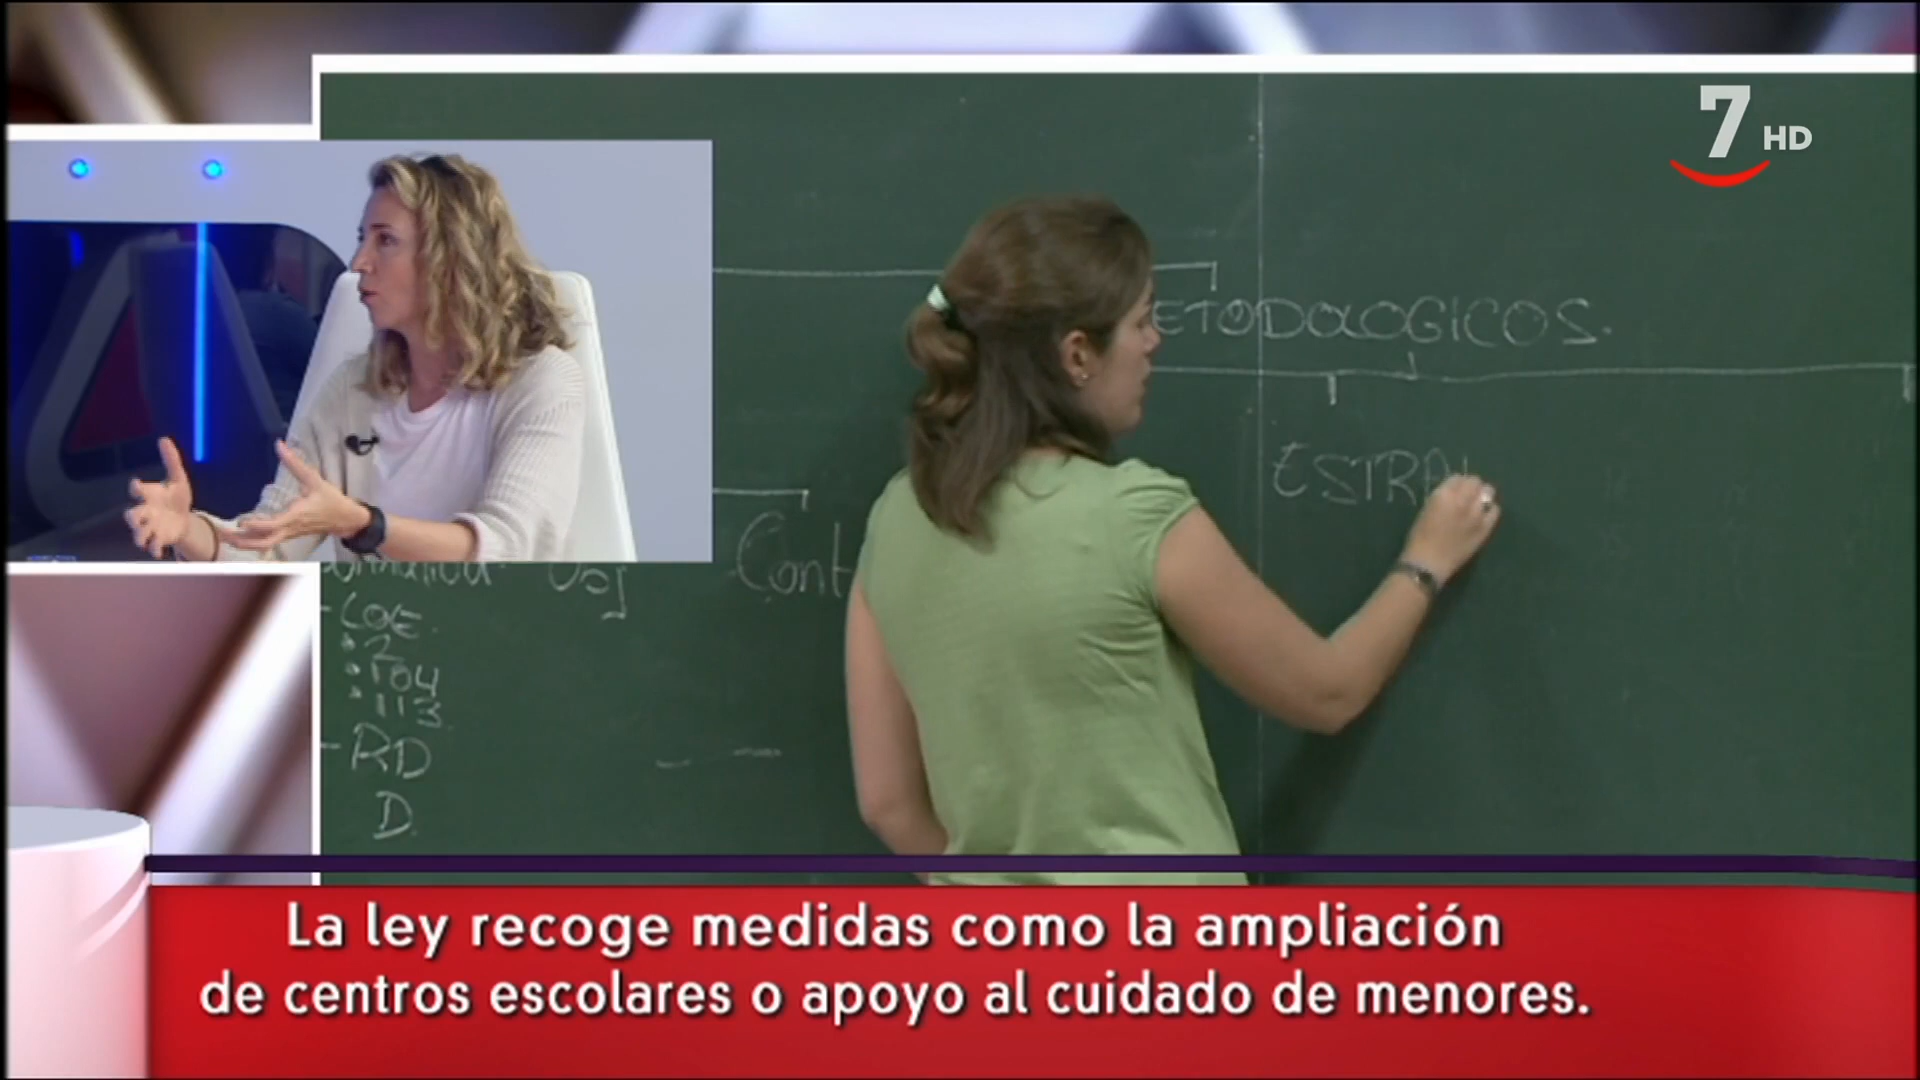 7 HD
ETODOLOGICOS.
ESTRA
Cont
Obj
-LOE.
• 2
• 104
• 113
-RD
D.
La ley recoge medidas como la ampliación
de centros escolares o apoyo al cuidado de menores.